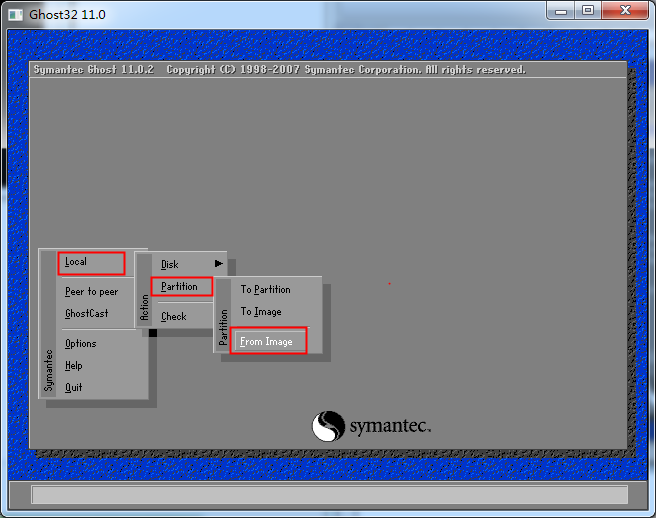 Ghost32 11.0
Symantec Ghost 11.0.2 Copyright (C) 1998-2007 Symantec Corporation. All rights reserved.
Local
Peer to peer
GhostCast
Options
Help
Quit
Symantec
Disk
Partition
Check
Action
To Partition
To Image
From Image
Partition
symantec™